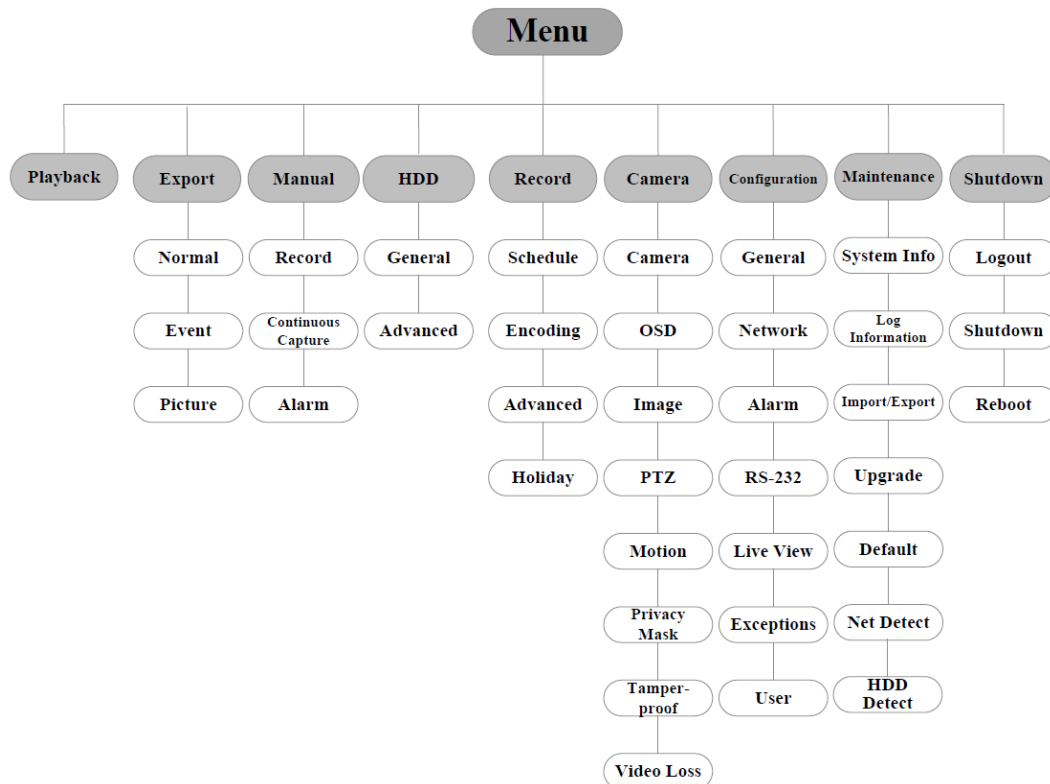 Menu
Playback
Export
Manual
HDD
Record
Camera
Configuration
Maintenance
Shutdown
Normal
Record
General
Schedule
Camera
General
System Info
Logout
Event
Continuous
Capture
Advanced
Encoding
OSD
Network
Log
Information
Shutdown
Picture
Alarm
Advanced
Image
Alarm
Import/Export
Reboot
Holiday
PTZ
RS-232
Upgrade
Motion
Live View
Default
Privacy
Mask
Exceptions
Net Detect
Tamper-
proof
User
HDD
Detect
Video Loss